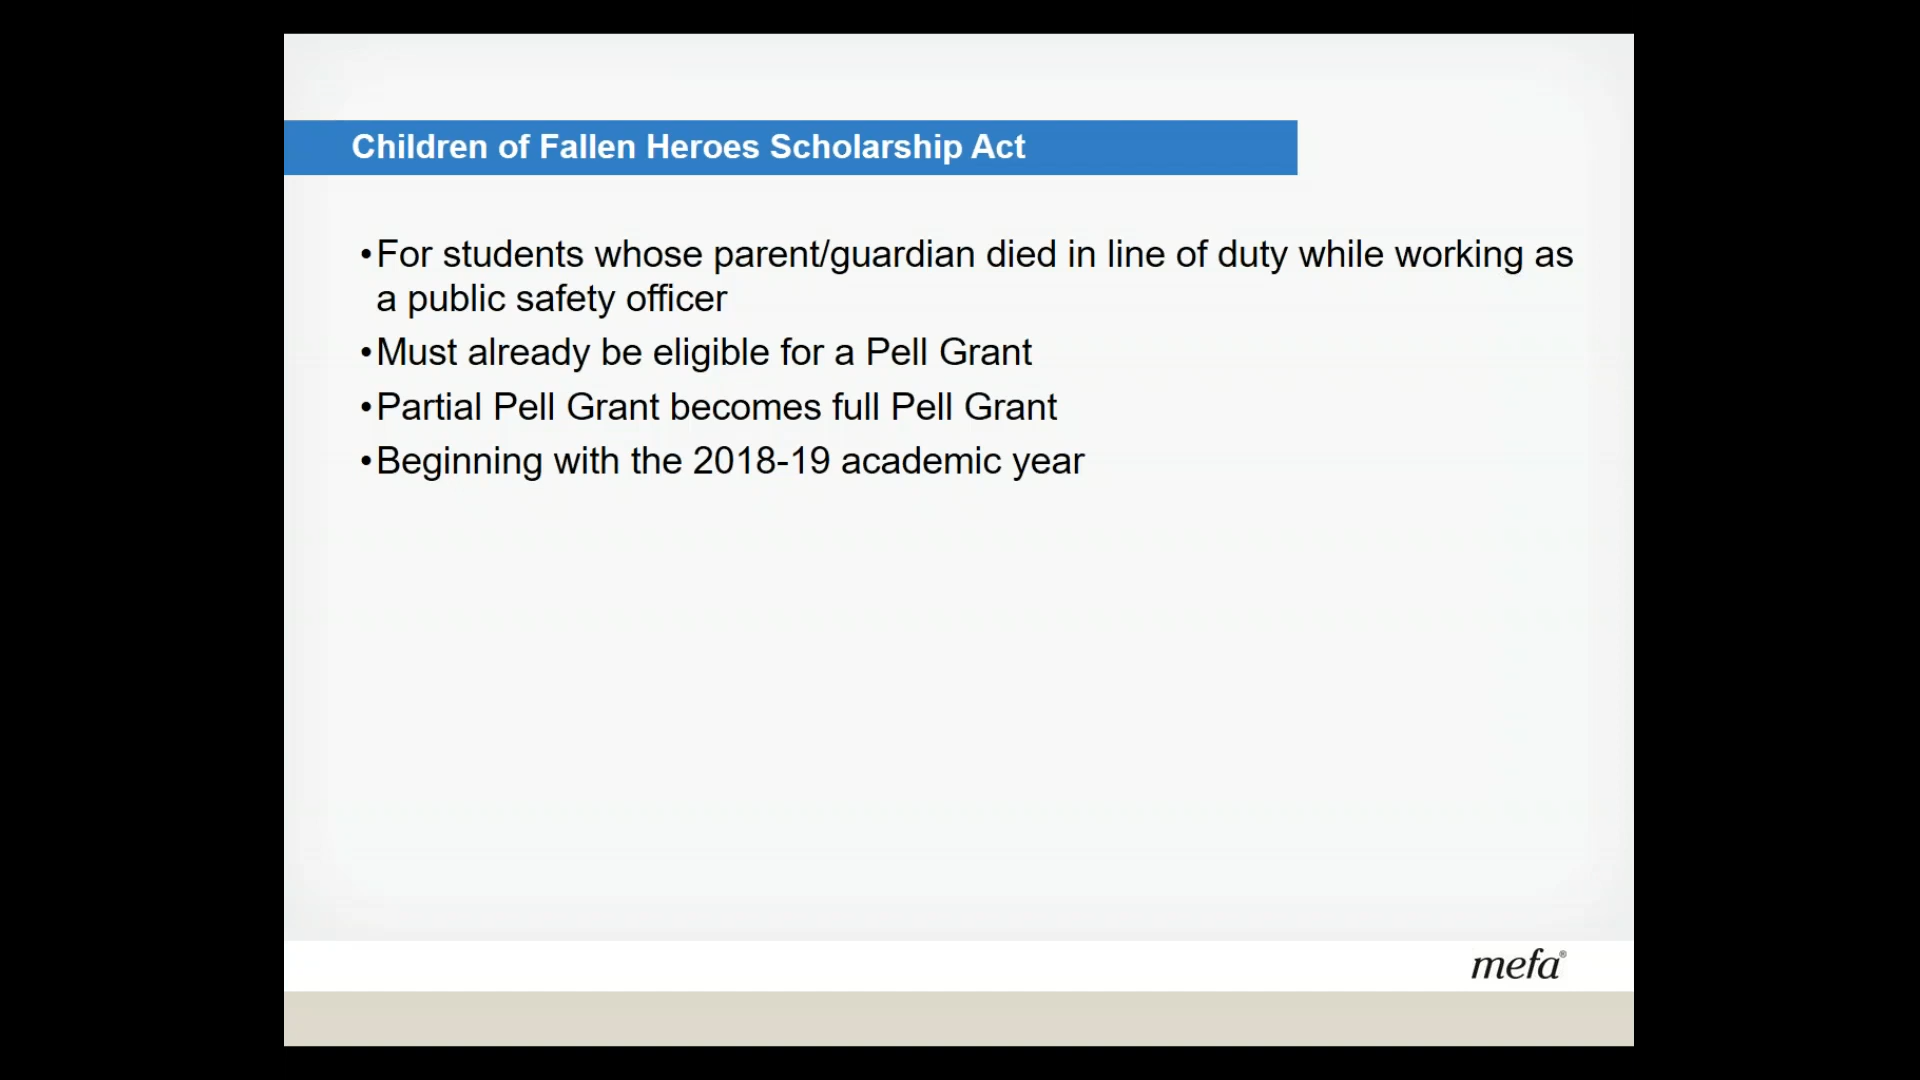 Children of Fallen Heroes Scholarship Act
•For students whose parent/guardian died in line of duty while working as
a public safety officer
•Must already be eligible for a Pell Grant
•Partial Pell Grant becomes full Pell Grant
•Beginning with the 2018-19 academic year
mefa®